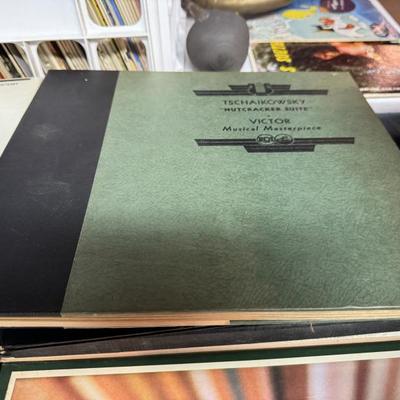 TSCHAIKOWSKY
"NUTCRACKER SUITE"
VICTOR
Musical Masterpiece